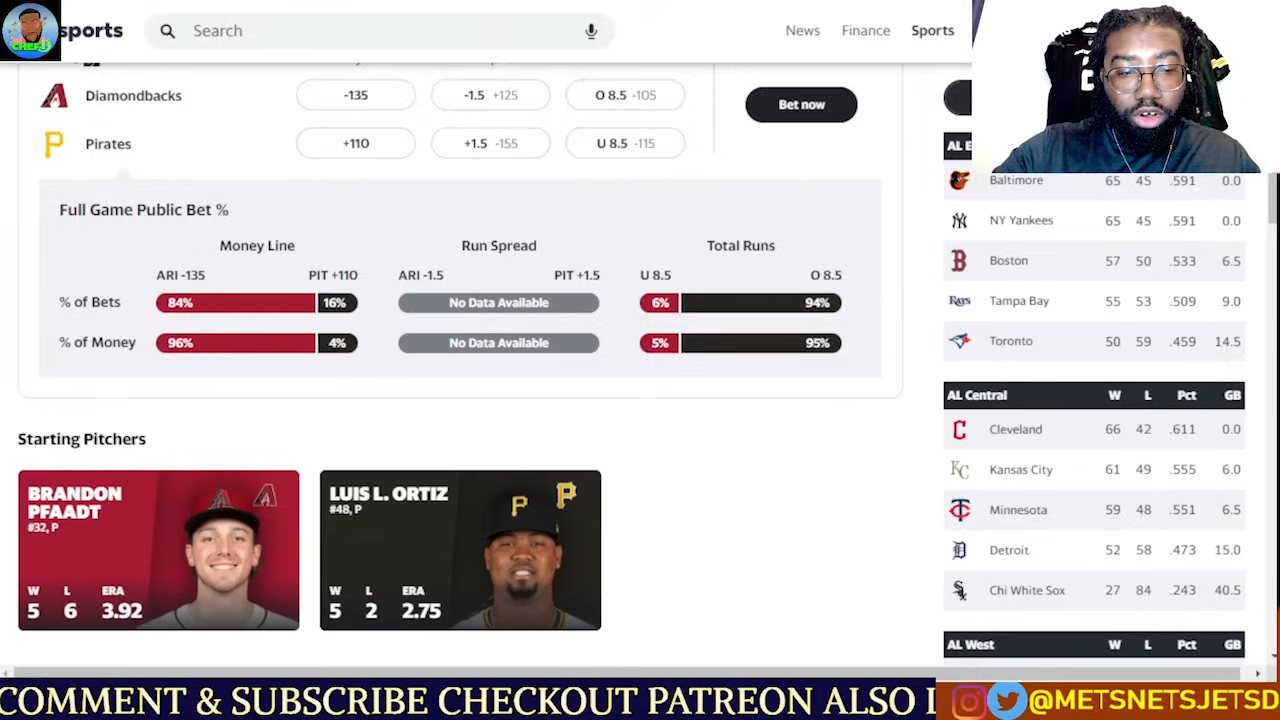 CHEF
sports
Search
News Finance Sports
Diamondbacks -135 -1.5 +125 O 8.5 -105
Pirates +110 +1.5 -155 U 8.5 -115
Bet now
Full Game Public Bet %
Money Line Run Spread Total Runs
ARI -135 PIT +110 ARI -1.5 PIT +1.5 U 8.5 O 8.5
% of Bets 84% 16% No Data Available 6% 94%
% of Money 96% 4% No Data Available 5% 95%
Starting Pitchers
BRANDON
PFAADT
#32, P
W L ERA
5 6 3.92
LUIS L. ORTIZ
#48, P
W L ERA
5 2 2.75
AL E
Baltimore 65 45 .591 0.0
NY Yankees 65 45 .591 0.0
Boston 57 50 .533 6.5
Tampa Bay 55 53 .509 9.0
Toronto 50 59 .459 14.5
AL Central W L Pct GB
Cleveland 66 42 .611 0.0
Kansas City 61 49 .555 6.0
Minnesota 59 48 .551 6.5
Detroit 52 58 .473 15.0
Chi White Sox 27 84 .243 40.5
AL West W L Pct GB
COMMENT & SUBSCRIBE CHECKOUT PATREON ALSO
@METSNETSJETSD